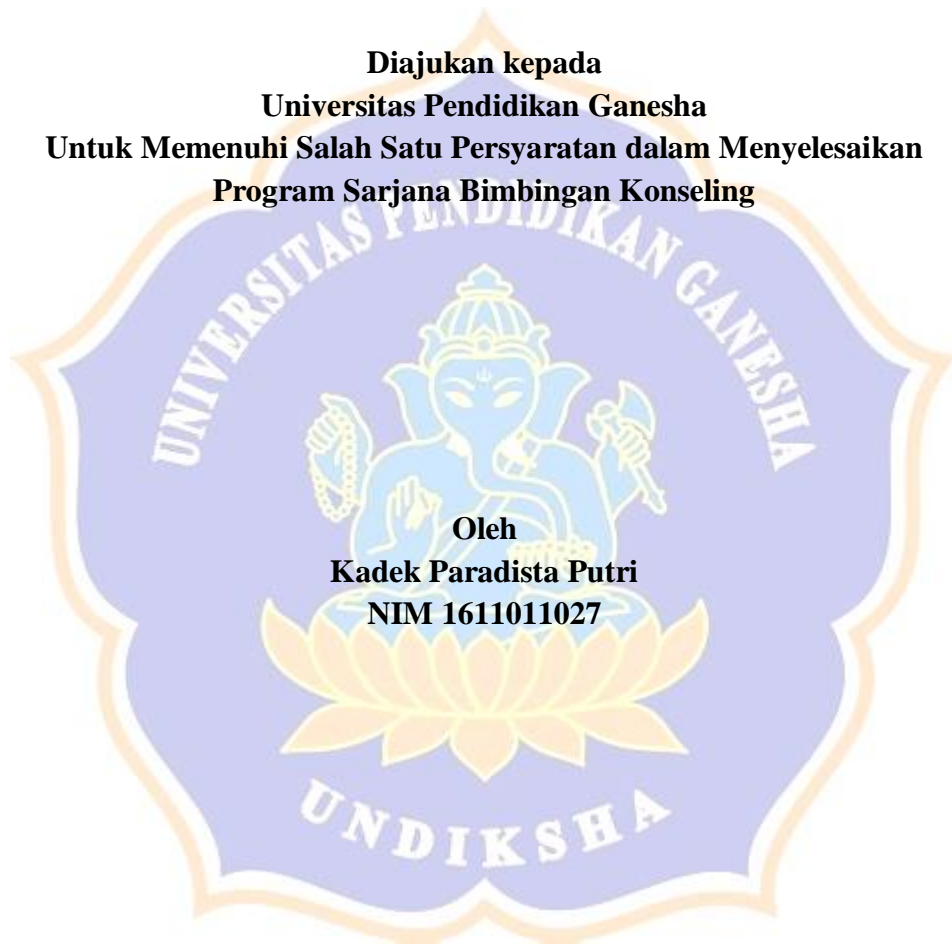 Diajukan kepada
Universitas Pendidikan Ganesha
Untuk Memenuhi Salah Satu Persyaratan dalam Menyelesaikan
Program Sarjana Bimbingan Konseling
UNIVERSITAS PENDIDIKAN GANESHA
Oleh
Kadek Paradista Putri
NIM 1611011027
UNDIKSHA